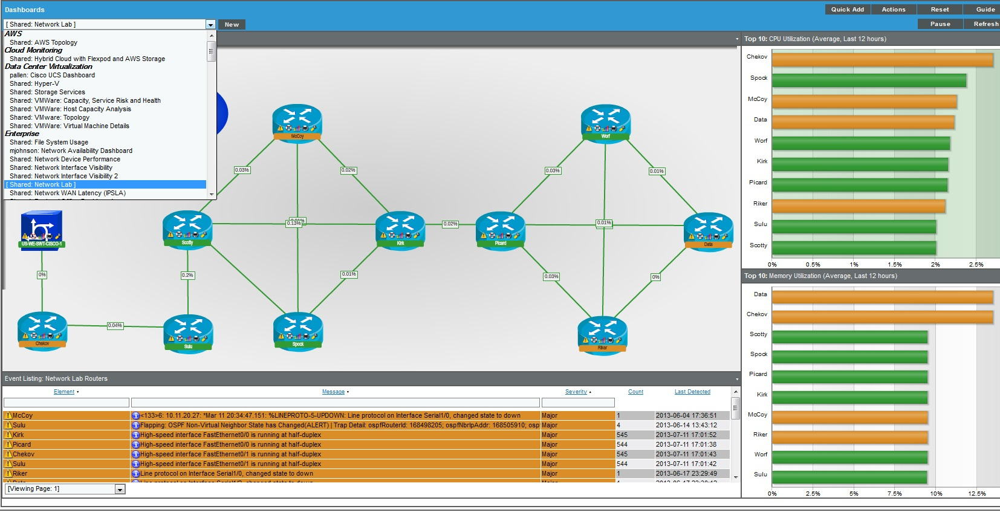 Dashboards
Quick Add
Actions
Reset
Guide
[ Shared: Network Lab ]
New
Pause
Refresh
AWS
Shared: AWS Topology
Cloud Monitoring
Shared: Hybrid Cloud with Flexpod and AWS Storage
Data Center Virtualization
pallen: Cisco UCS Dashboard
Shared: Hyper-V
Shared: Storage Services
Shared: VMWare: Capacity, Service Risk and Health
Shared: VMWare: Host Capacity Analysis
Shared: VMware: Topology
Shared: VMWare: Virtual Machine Details
Enterprise
Shared: File System Usage
mjohnson: Network Availability Dashboard
Shared: Network Device Performance
Shared: Network Interface Visibility
Shared: Network Interface Visibility 2
[ Shared: Network Lab ]
Shared: Network WAN Latency (IPSLA)
McCoy
Worf
0.03%
0.02%
0.03%
0.01%
0.13%
0.02%
0.01%
US-WE-SWT-CISCO-1
Scotty
Kirk
Picard
Data
0%
0.2%
0.01%
0.03%
0%
0.04%
Chekov
Sulu
Spock
Riker
Top 10: CPU Utilization (Average, Last 12 hours)
Chekov
Spock
McCoy
Data
Worf
Kirk
Picard
Riker
Sulu
Scotty
0% 0.5% 1% 1.5% 2% 2.5%
Top 10: Memory Utilization (Average, Last 12 hours)
Data
Chekov
Scotty
Spock
Picard
Kirk
McCoy
Riker
Worf
Sulu
0% 2.5% 5% 7.5% 10% 12.5%
Event Listing: Network Lab Routers
Element Message Severity Count Last Detected
McCoy <133>6: 10.11.20.27: *Mar 11 20:34:47.151: %LINEPROTO-5-UPDOWN: Line protocol on Interface Serial1/0, changed state to down Major 1 2013-06-04 17:36:51
Sulu Flapping: OSPF Non-Virtual Neighbor State has Changed(ALERT) | Trap Detail: ospfRouterId: 168498205; ospfNbrIpAddr: 168505910; osp Major 4 2013-06-14 13:43:12
Kirk High-speed interface FastEthernet0/0 is running at half-duplex Major 545 2013-07-11 17:01:52
Picard High-speed interface FastEthernet0/0 is running at half-duplex Major 544 2013-07-11 17:01:38
Chekov High-speed interface FastEthernet0/1 is running at half-duplex Major 545 2013-07-11 17:01:43
Sulu High-speed interface FastEthernet0/1 is running at half-duplex Major 544 2013-07-11 17:01:42
Riker Line protocol on Interface Serial1/0, changed state to down Major 1 2013-06-17 23:29:49
[Viewing Page: 1]